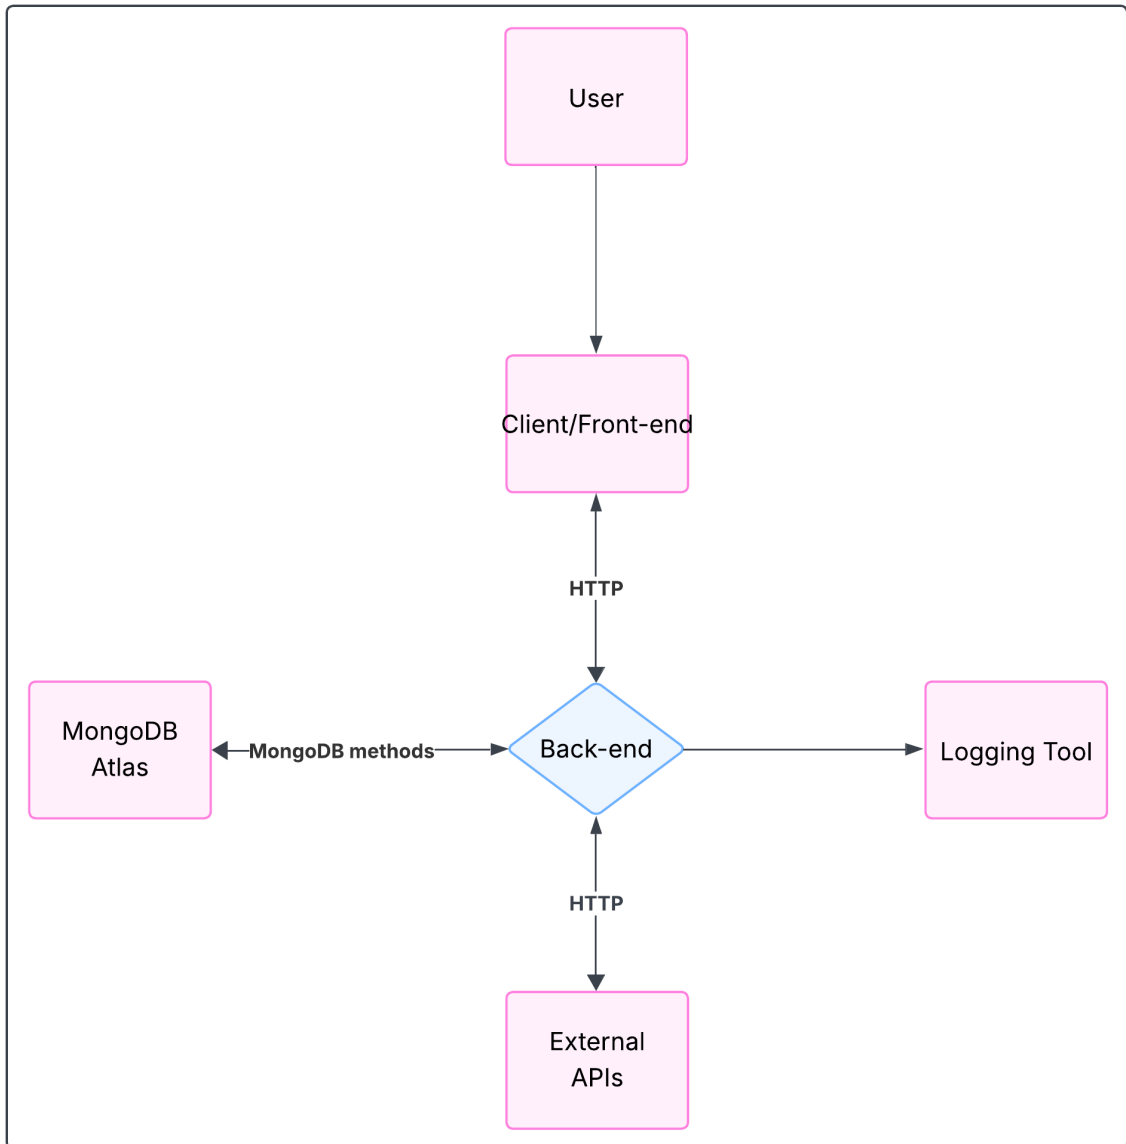 User
Client/Front-end
HTTP
MongoDB
Atlas
MongoDB methods
Back-end
Logging Tool
HTTP
External
APIs